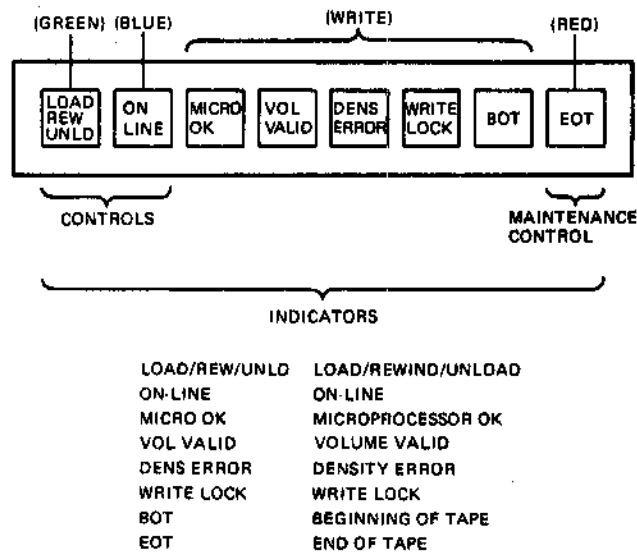 (GREEN) (BLUE) (WRITE) (RED)
LOAD REW UNLD
ON LINE
MICRO OK
VOL VALID
DENS ERROR
WRITE LOCK
BOT
EOT
CONTROLS
MAINTENANCE CONTROL
INDICATORS
LOAD/REW/UNLD LOAD/REWIND/UNLOAD
ON-LINE ON-LINE
MICRO OK MICROPROCESSOR OK
VOL VALID VOLUME VALID
DENS ERROR DENSITY ERROR
WRITE LOCK WRITE LOCK
BOT BEGINNING OF TAPE
EOT END OF TAPE